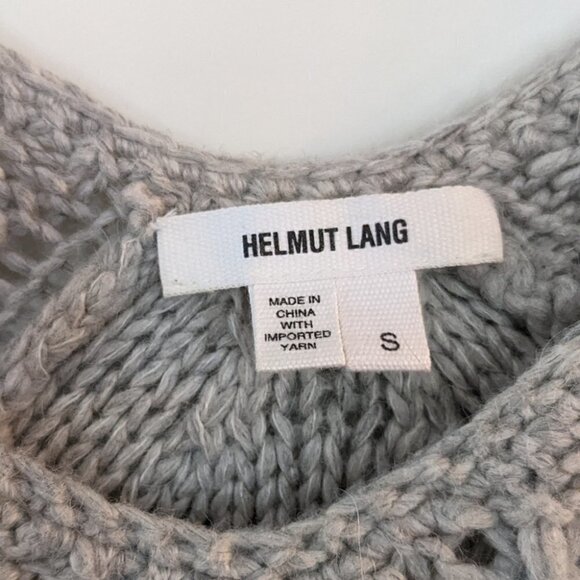 HELMUT LANG
MADE IN
CHINA
WITH
IMPORTED
YARN
S